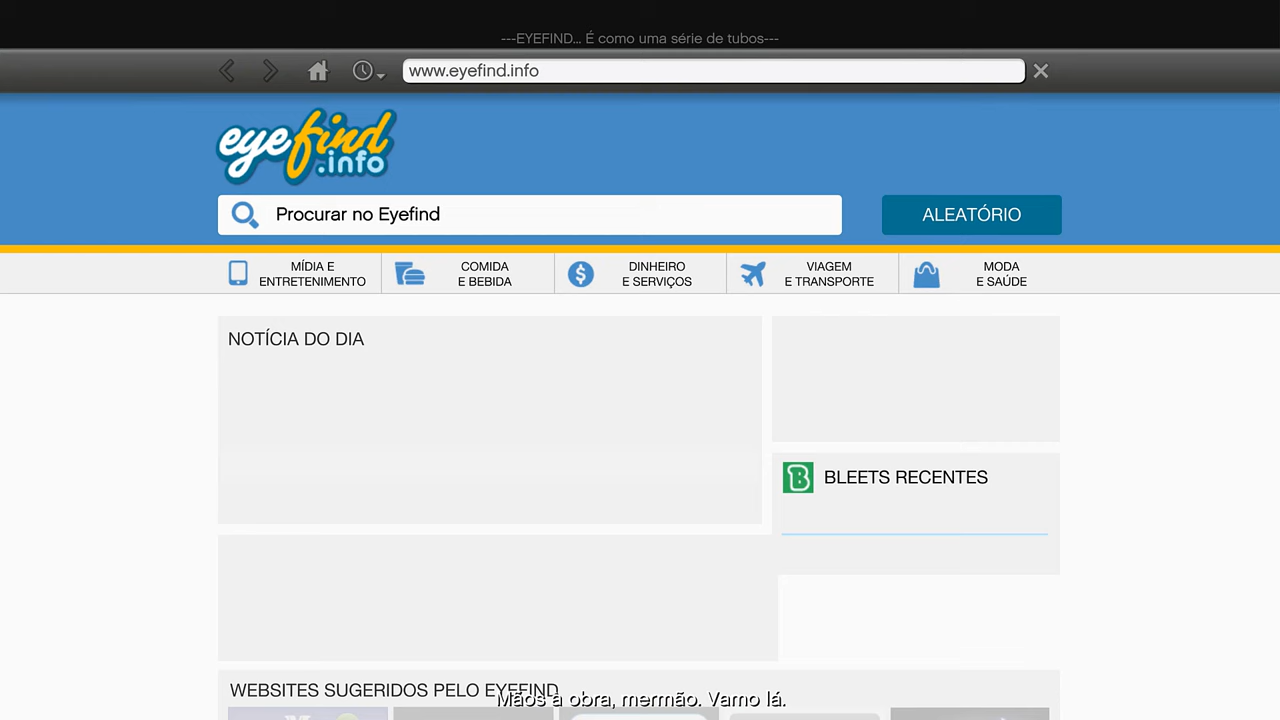 ---EYEFIND... É como uma série de tubos---
www.eyefind.info
eyefind
.info
Procurar no Eyefind
ALEATÓRIO
MÍDIA E
ENTRETENIMENTO
COMIDA
E BEBIDA
DINHEIRO
E SERVIÇOS
VIAGEM
E TRANSPORTE
MODA
E SAÚDE
NOTÍCIA DO DIA
B
BLEETS RECENTES
WEBSITES SUGERIDOS PELO EYEFIND
Mãos à obra, mermão. Vamo lá.